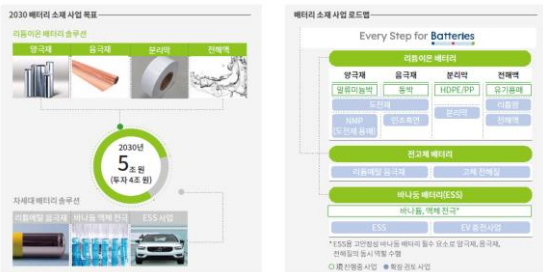 2030 배터리 소재 사업 목표
리튬이온 배터리 솔루션
양극재 음극재 분리막 전해액
2030년
5조 원
(투자 4조 원)
차세대 배터리 솔루션
리튬메탈 음극재 바나듐 액체 전극 ESS 사업
배터리 소재 사업 로드맵
Every Step for Batteries
리튬이온 배터리
양극재 음극재 분리막 전해액
알루미늄박 동박 HDPE/PP 유기용매
도전재 리튬염
NMP 인조흑연 분리막 전해액
(도전재 용매)
전고체 배터리
리튬메탈 음극재 고체 전해질
바나듐 배터리(ESS)
바나듐, 액체 전극*
ESS EV 충전사업
* ESS용 고안정성 바나듐 배터리 필수 요소로 양극재, 음극재,
전해질의 동시 역할 수행
現 진행중 사업 확장 검토 사업